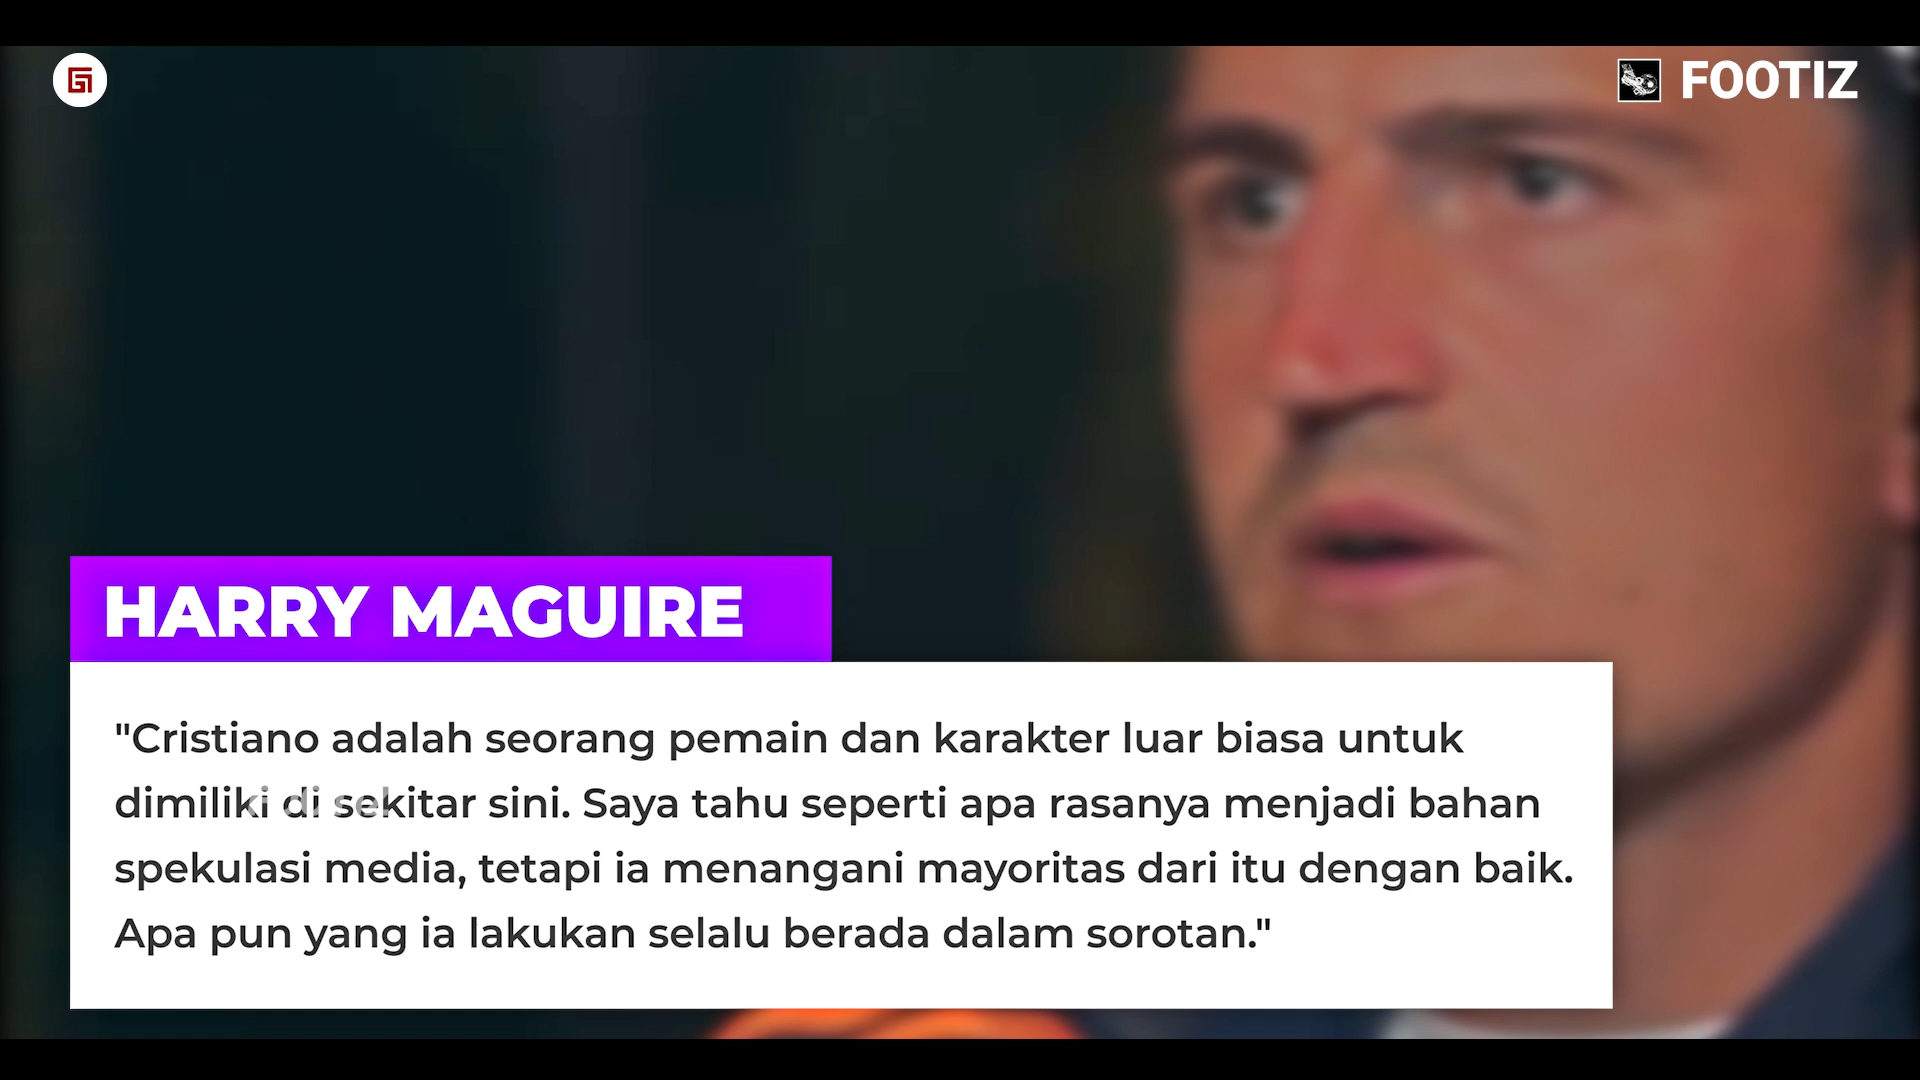 FOOTIZ
HARRY MAGUIRE
"Cristiano adalah seorang pemain dan karakter luar biasa untuk
dimiliki di sekitar sini. Saya tahu seperti apa rasanya menjadi bahan
spekulasi media, tetapi ia menangani mayoritas dari itu dengan baik.
Apa pun yang ia lakukan selalu berada dalam sorotan."